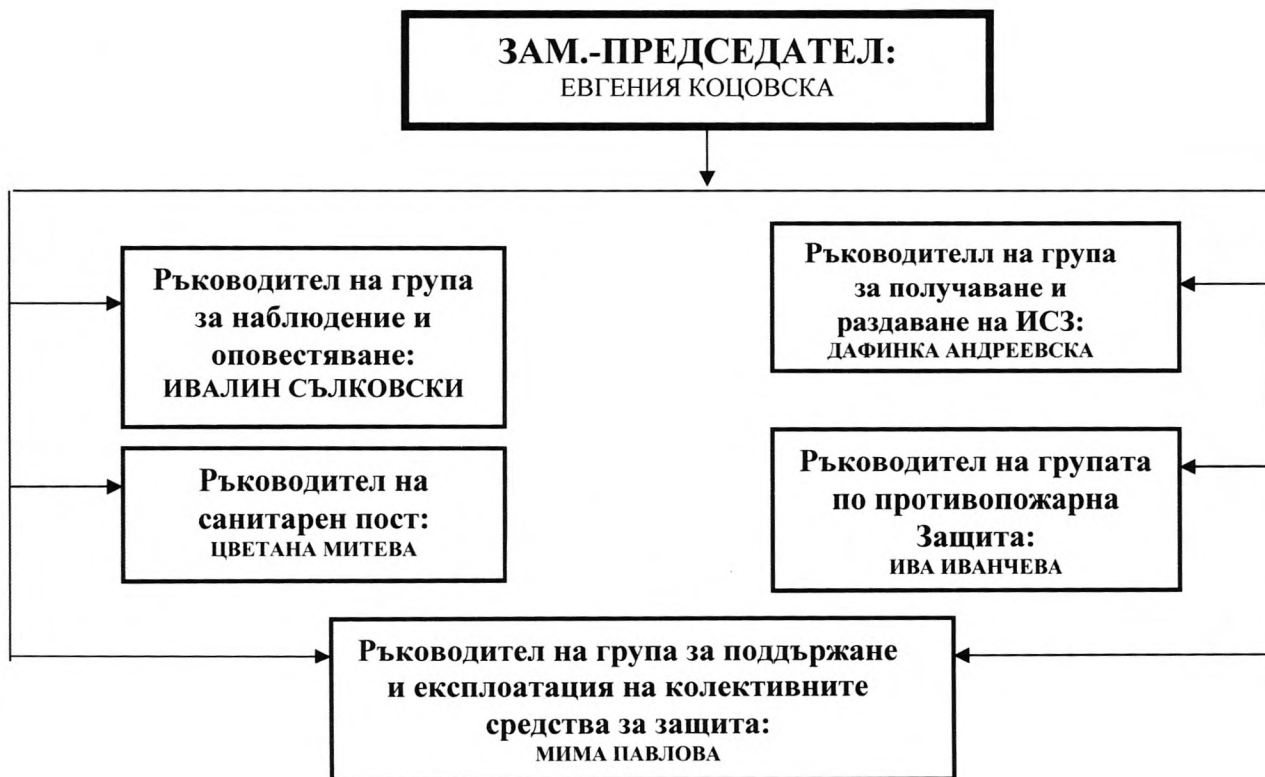 ЗАМ.-ПРЕДСЕДАТЕЛ:
ЕВГЕНИЯ КОЦОВСКА
Ръководител на група
за наблюдение и
оповестяване:
ИВАЛИН СЪЛКОВСКИ
Ръководителл на група
за получаване и
раздаване на ИСЗ:
ДАФИНКА АНДРЕЕВСКА
Ръководител на
санитарен пост:
ЦВЕТАНА МИТЕВА
Ръководител на групата
по противопожарна
Защита:
ИВА ИВАНЧЕВА
Ръководител на група за поддържане
и експлоатация на колективните
средства за защита:
МИМА ПАВЛОВА